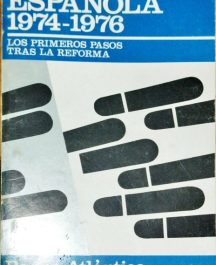 ESPAÑOLA
1974-1976
LOS PRIMEROS PASOS
TRAS LA REFORMA